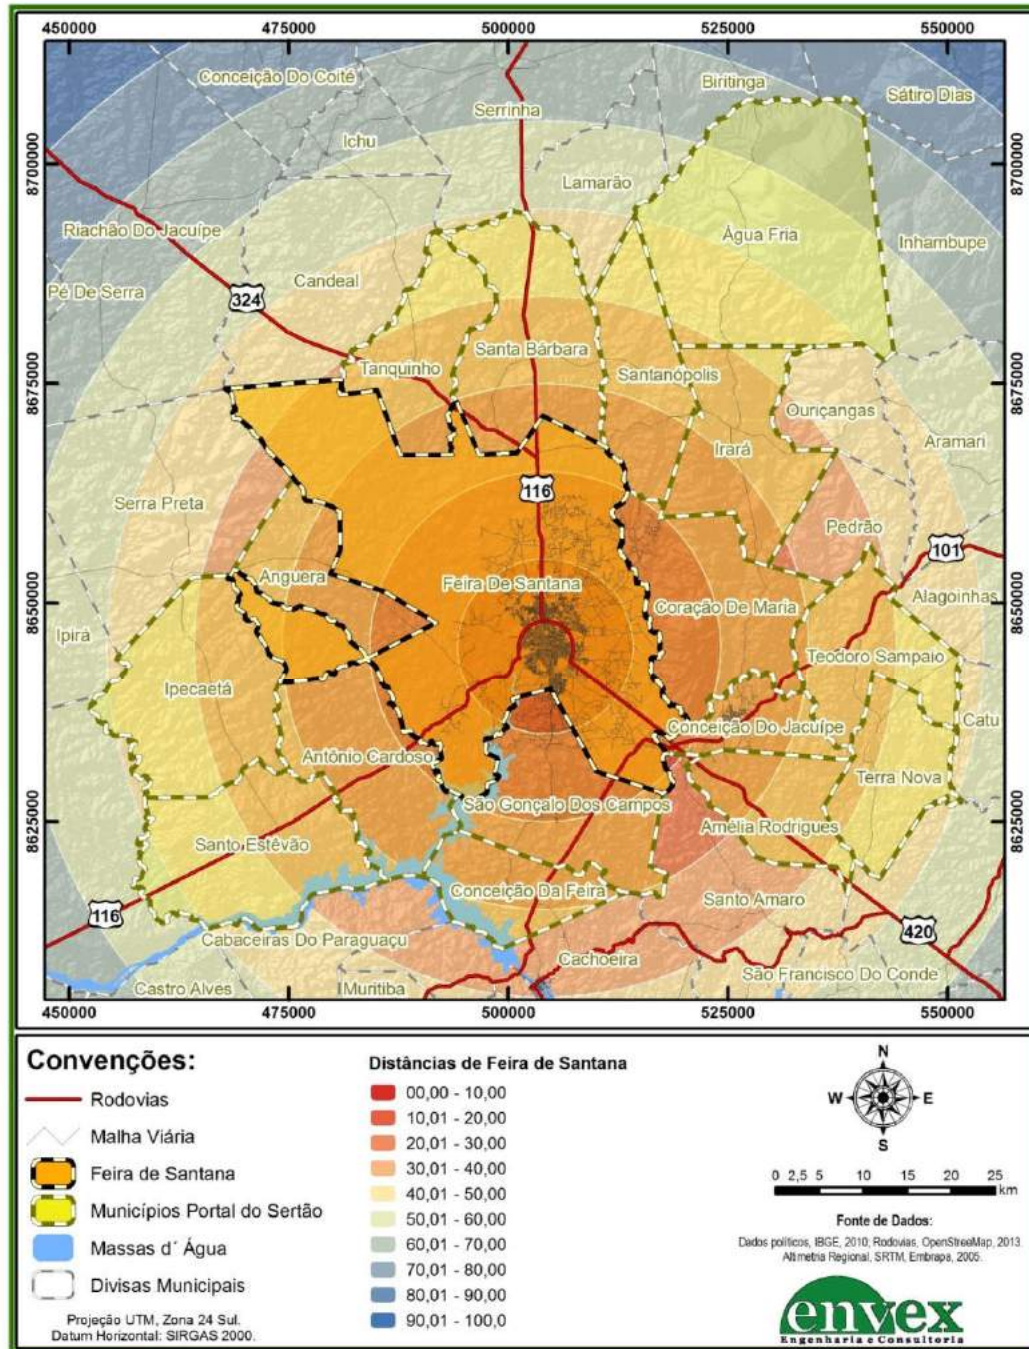 450000 475000 500000 525000 550000
Conceição Do Coité
Biritinga
Sátiro Dias
Serrinha
Ichu
8700000
8700000
Lamarão
Riachão Do Jacuípe
Água Fria
Inhambupe
Candeal
Pé De Serra
324
Santa Bárbara
Tanquinho
Santanópolis
8675000
8675000
Ouriçangas
Aramari
Irará
Serra Preta
116
Pedrão
101
Anguera
Feira De Santana
Coração De Maria
Alagoinhas
8650000
8650000
Ipirá
Teodoro Sampaio
Ipecaetá
Catu
Conceição Do Jacuípe
Antônio Cardoso
Terra Nova
São Gonçalo Dos Campos
8625000
8625000
Amélia Rodrigues
Santo Estêvão
Conceição Da Feira
Santo Amaro
116
420
Cabaceiras Do Paraguaçu
Cachoeira
São Francisco Do Conde
Castro Alves
Muritiba
450000 475000 500000 525000 550000
Convenções:
Rodovias
Malha Viária
Feira de Santana
Municípios Portal do Sertão
Massas d´ Água
Divisas Municipais
Projeção UTM, Zona 24 Sul.
Datum Horizontal: SIRGAS 2000.
Distâncias de Feira de Santana
00,00 - 10,00
10,01 - 20,00
20,01 - 30,00
30,01 - 40,00
40,01 - 50,00
50,01 - 60,00
60,01 - 70,00
70,01 - 80,00
80,01 - 90,00
90,01 - 100,0
N
W E
S
0 2,5 5 10 15 20 25
km
Fonte de Dados:
Dados políticos, IBGE, 2010; Rodovias, OpenStreeMap, 2013.
Altimetria Regional, SRTM, Embrapa, 2005.
envex
Engenharia e Consultoria